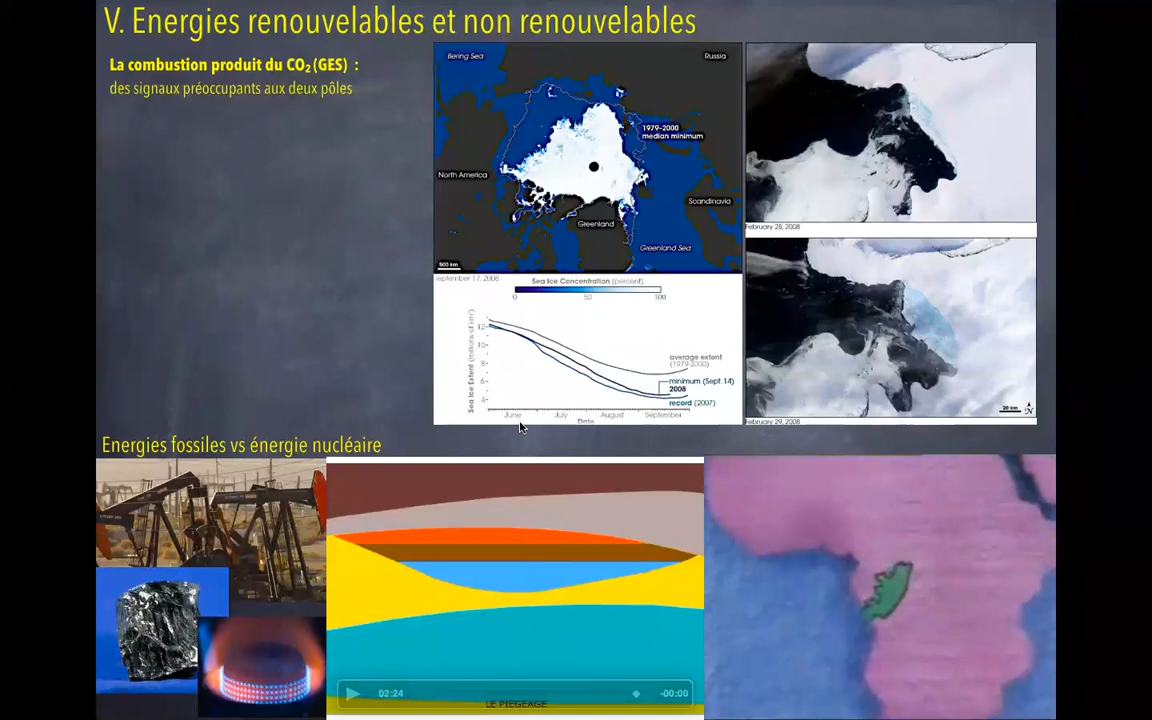 V. Energies renouvelables et non renouvelables
La combustion produit du CO₂ (GES) :
des signaux préoccupants aux deux pôles
Bering Sea
Russia
1979-2000
median minimum
North America
Scandinavia
Greenland
Greenland Sea
500 km
September 17, 2008
Sea Ice Concentration (percent)
0 50 100
Sea Ice Extent (millions of km²)
12
10
8
6
4
average extent
(1979-2000)
minimum (Sept. 14)
2008
record (2007)
June July August September
Date
February 28, 2008
20 km
N
February 29, 2008
Energies fossiles vs énergie nucléaire
02:24
-00:00
LE PIEGEAGE